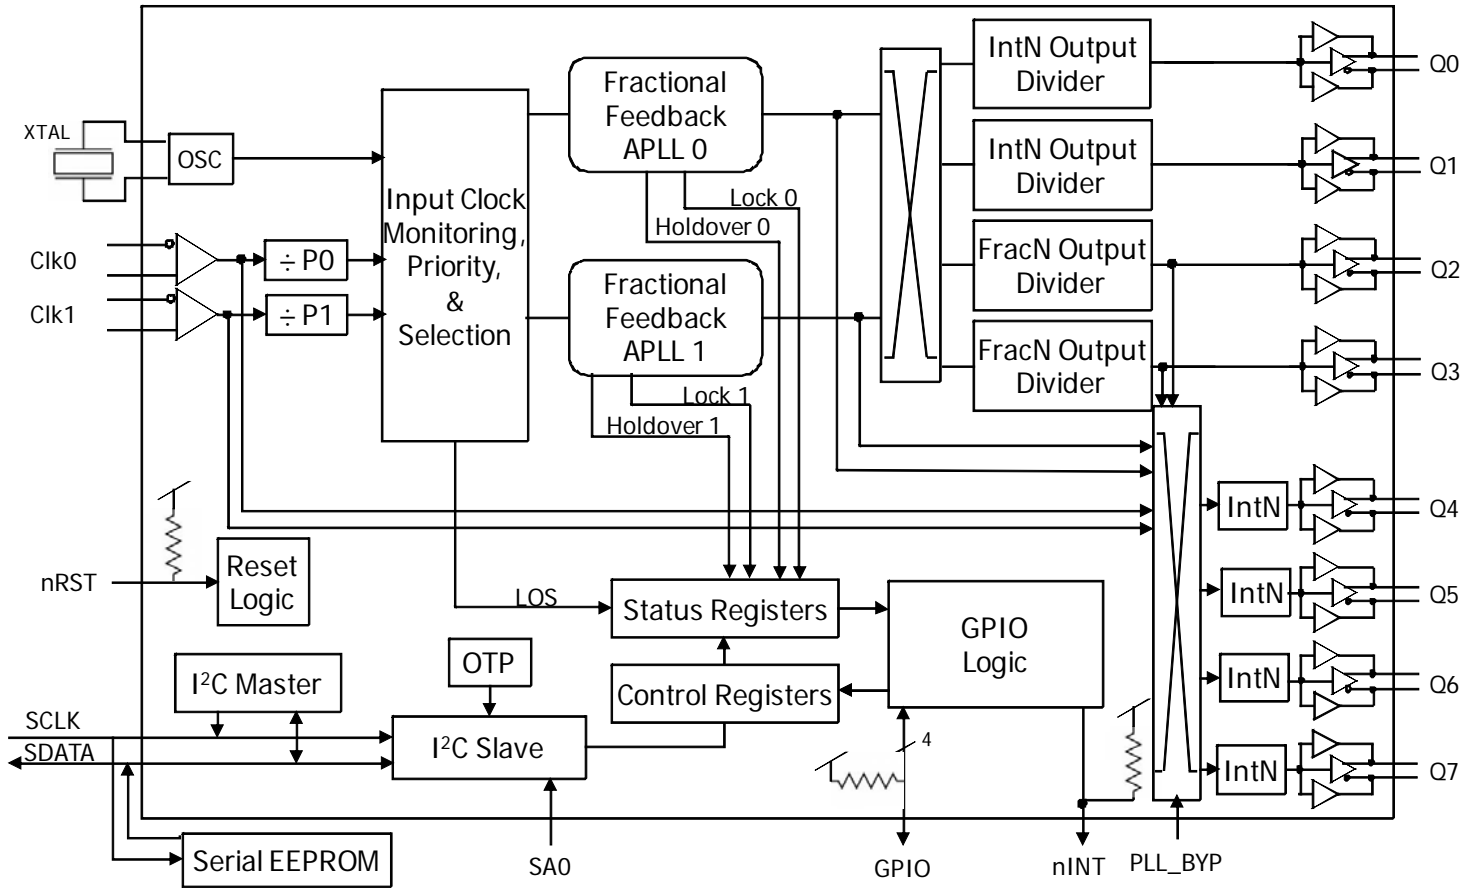 XTAL
OSC
Clk0
Clk1
÷ P0
÷ P1
Input Clock
Monitoring,
Priority,
&
Selection
Fractional
Feedback
APLL 0
Lock 0
Holdover 0
Fractional
Feedback
APLL 1
Lock 1
Holdover 1
IntN Output
Divider
IntN Output
Divider
FracN Output
Divider
FracN Output
Divider
Q0
Q1
Q2
Q3
IntN
Q4
IntN
Q5
IntN
Q6
IntN
Q7
nRST
Reset
Logic
LOS
Status Registers
GPIO
Logic
OTP
Control Registers
I²C Master
SCLK
SDATA
I²C Slave
4
Serial EEPROM
SA0
GPIO
nINT
PLL_BYP